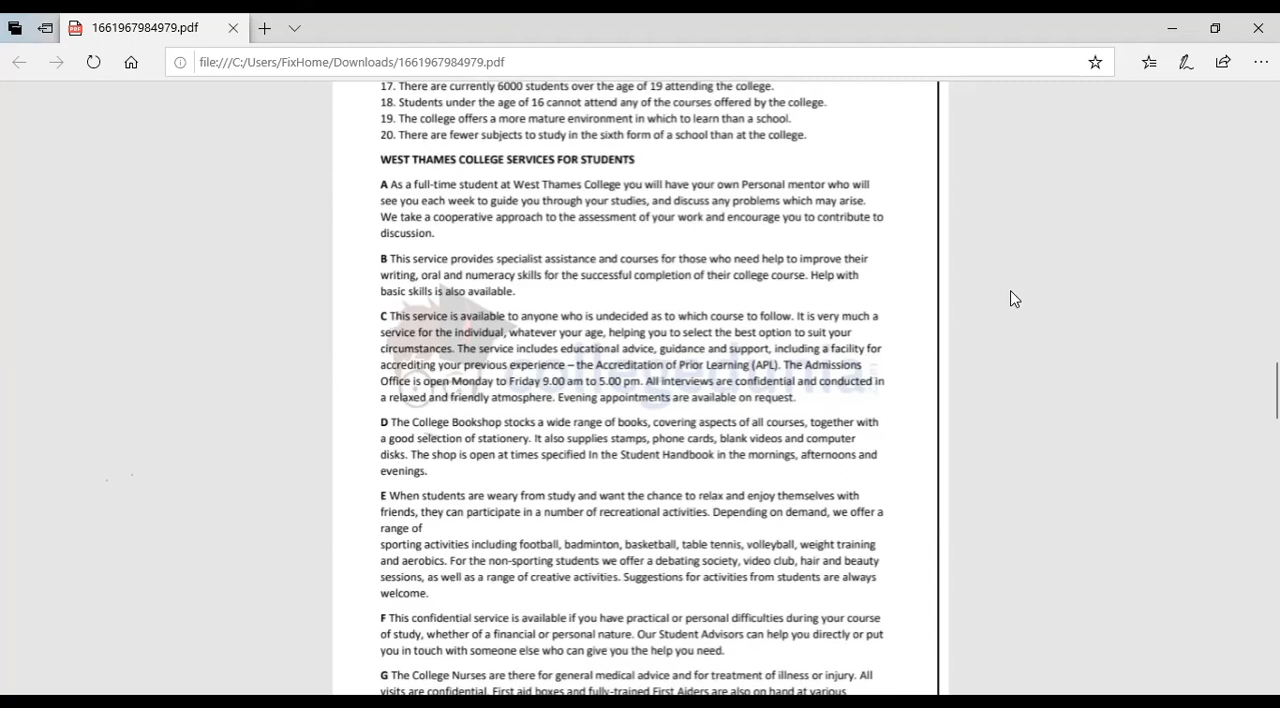 1661967984979.pdf
file:///C:/Users/FixHome/Downloads/1661967984979.pdf
17. There are currently 6000 students over the age of 19 attending the college.
18. Students under the age of 16 cannot attend any of the courses offered by the college.
19. The college offers a more mature environment in which to learn than a school.
20. There are fewer subjects to study in the sixth form of a school than at the college.
WEST THAMES COLLEGE SERVICES FOR STUDENTS
A As a full-time student at West Thames College you will have your own Personal mentor who will
see you each week to guide you through your studies, and discuss any problems which may arise.
We take a cooperative approach to the assessment of your work and encourage you to contribute to
discussion.
B This service provides specialist assistance and courses for those who need help to improve their
writing, oral and numeracy skills for the successful completion of their college course. Help with
basic skills is also available.
C This service is available to anyone who is undecided as to which course to follow. It is very much a
service for the individual, whatever your age, helping you to select the best option to suit your
circumstances. The service includes educational advice, guidance and support, including a facility for
accrediting your previous experience – the Accreditation of Prior Learning (APL). The Admissions
Office is open Monday to Friday 9.00 am to 5.00 pm. All interviews are confidential and conducted in
a relaxed and friendly atmosphere. Evening appointments are available on request.
D The College Bookshop stocks a wide range of books, covering aspects of all courses, together with
a good selection of stationery. It also supplies stamps, phone cards, blank videos and computer
disks. The shop is open at times specified In the Student Handbook in the mornings, afternoons and
evenings.
E When students are weary from study and want the chance to relax and enjoy themselves with
friends, they can participate in a number of recreational activities. Depending on demand, we offer a
range of
sporting activities including football, badminton, basketball, table tennis, volleyball, weight training
and aerobics. For the non-sporting students we offer a debating society, video club, hair and beauty
sessions, as well as a range of creative activities. Suggestions for activities from students are always
welcome.
F This confidential service is available if you have practical or personal difficulties during your course
of study, whether of a financial or personal nature. Our Student Advisors can help you directly or put
you in touch with someone else who can give you the help you need.
G The College Nurses are there for general medical advice and for treatment of illness or injury. All
visits are confidential. First aid boxes and fully-trained First Aiders are also on hand at various